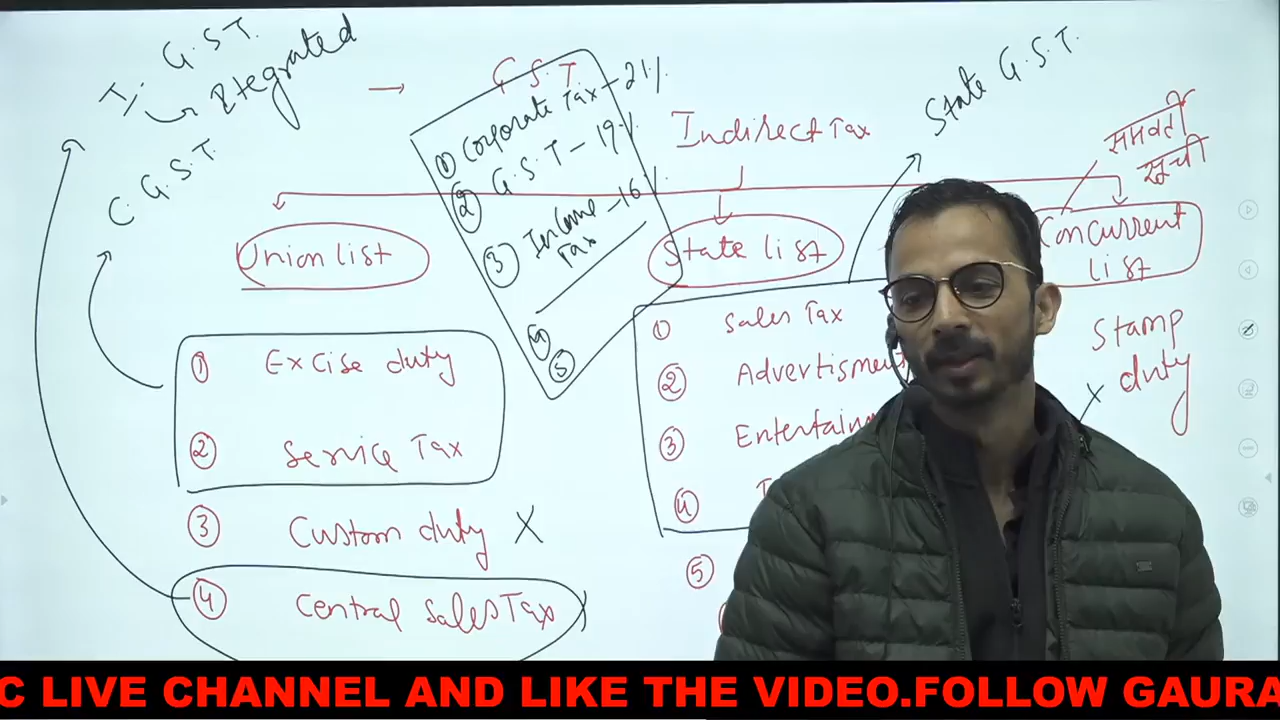 I. G.S.T.
Integrated
C. G.S.T.
G S T
Indirect Tax
State G.S.T.
समवर्ती
सूची
① Corporate Tax - 21%
② G.S.T - 19%
③ Income Tax - 16%
④
⑤
Union list
① Excise duty
② Service Tax
③ Custom duty X
④ Central Sales Tax
State list
① Sales Tax
② Advertisment
③
④
⑤
Concurrent
list
Stamp
duty
X
C LIVE CHANNEL AND LIKE THE VIDEO.FOLLOW GAURA